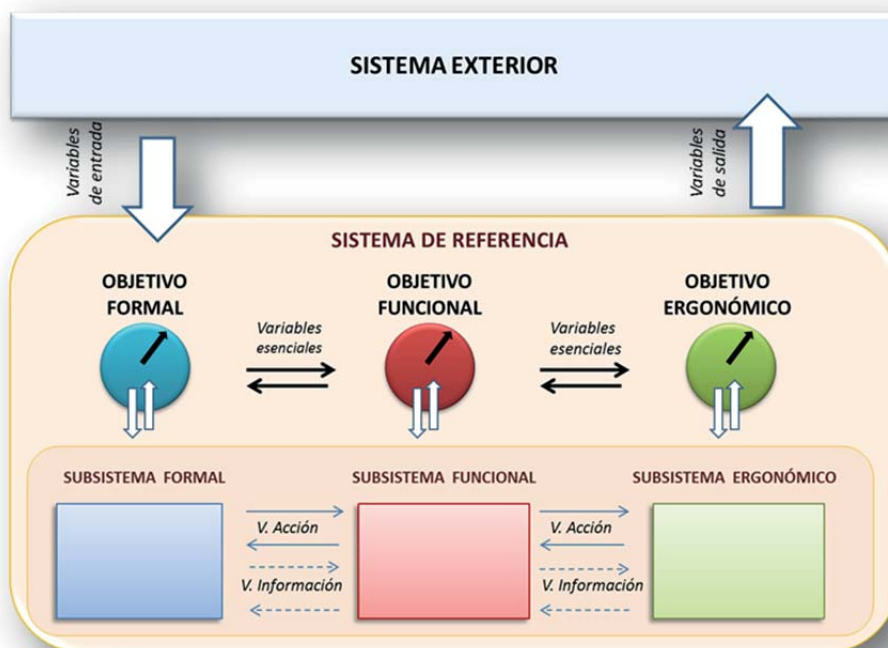 SISTEMA EXTERIOR
Variables
de entrada
Variables
de salida
SISTEMA DE REFERENCIA
OBJETIVO
FORMAL
OBJETIVO
FUNCIONAL
OBJETIVO
ERGONÓMICO
Variables
esenciales
Variables
esenciales
SUBSISTEMA FORMAL
SUBSISTEMA FUNCIONAL
SUBSISTEMA ERGONÓMICO
V. Acción
V. Acción
V. Información
V. Información